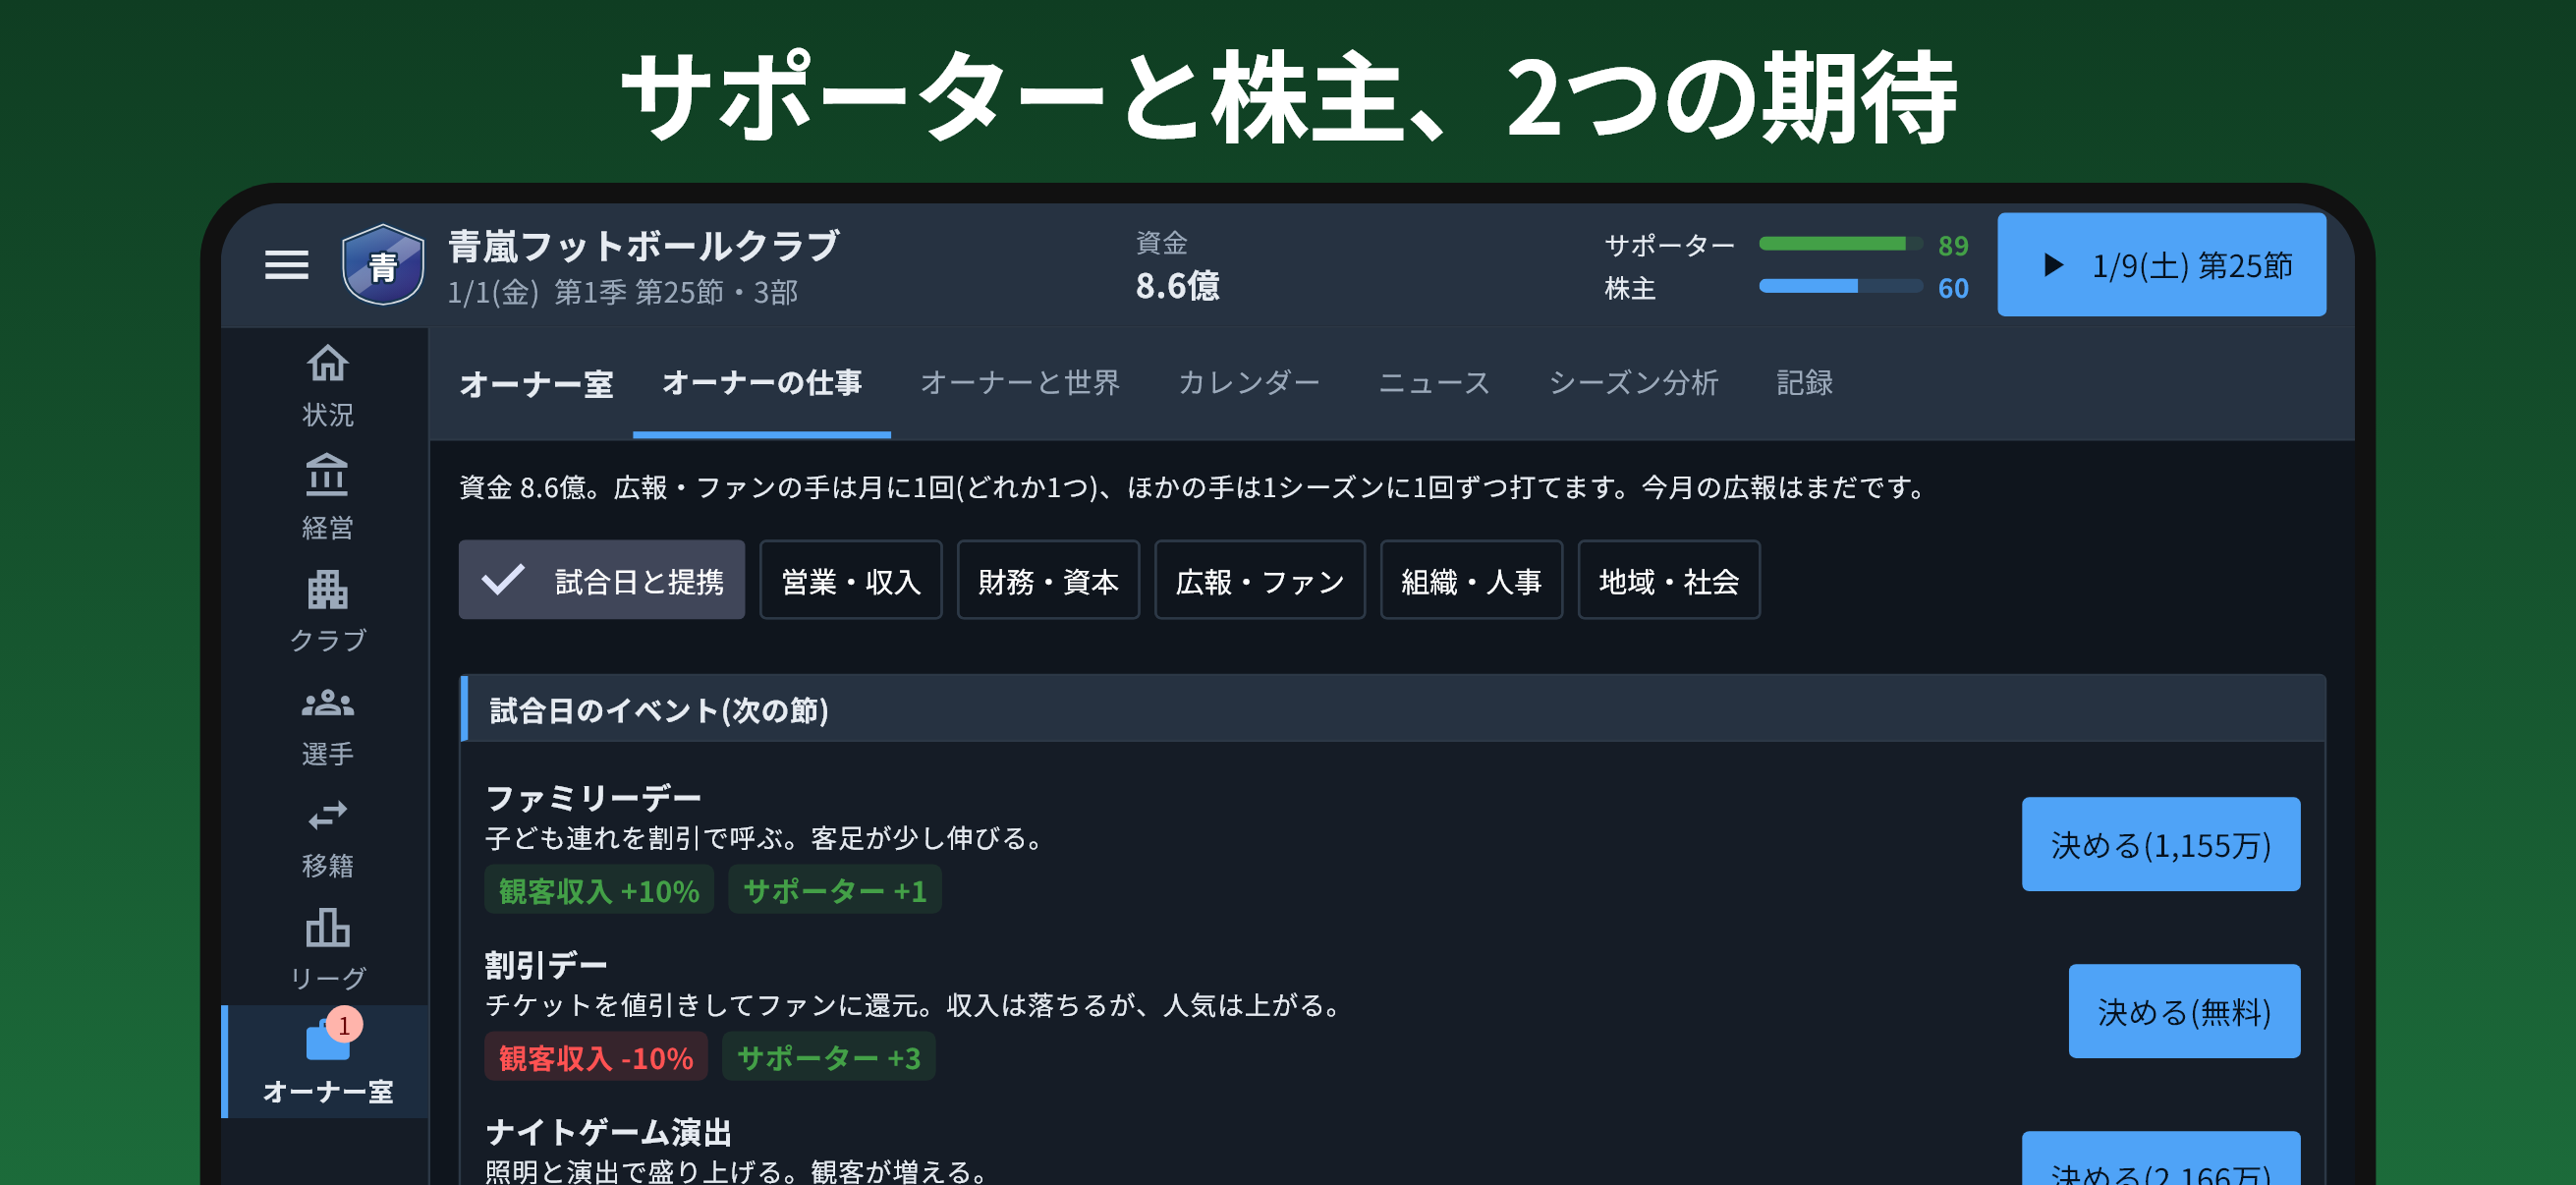 サポーターと株主、2つの期待
青
青嵐フットボールクラブ
1/1(金) 第1季 第25節・3部
資金
8.6億
サポーター 89
株主 60
1/9(土) 第25節
状況
経営
クラブ
選手
移籍
リーグ
1
オーナー室
オーナー室 オーナーの仕事 オーナーと世界 カレンダー ニュース シーズン分析 記録
資金 8.6億。広報・ファンの手は月に1回(どれか1つ)、ほかの手は1シーズンに1回ずつ打てます。今月の広報はまだです。
試合日と提携 営業・収入 財務・資本 広報・ファン 組織・人事 地域・社会
試合日のイベント(次の節)
ファミリーデー
子ども連れを割引で呼ぶ。客足が少し伸びる。
観客収入 +10% サポーター +1
決める(1,155万)
割引デー
チケットを値引きしてファンに還元。収入は落ちるが、人気は上がる。
観客収入 -10% サポーター +3
決める(無料)
ナイトゲーム演出
照明と演出で盛り上げる。観客が増える。
決める(2,166万)